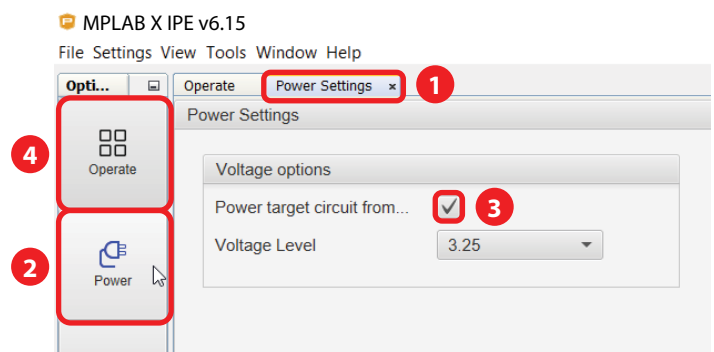 MPLAB X IPE v6.15
File Settings View Tools Window Help
Opti... Operate Power Settings × 1
Power Settings
4
Operate
Voltage options
Power target circuit from... 3
Voltage Level 3.25
2
Power